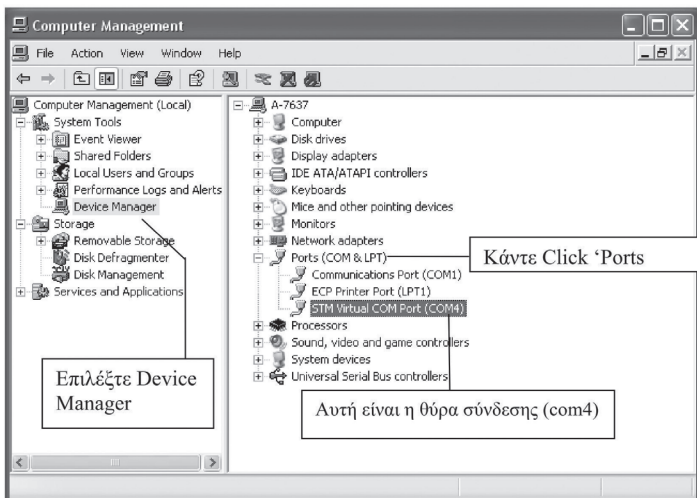 Computer Management
File Action View Window Help
Computer Management (Local)
System Tools
Event Viewer
Shared Folders
Local Users and Groups
Performance Logs and Alerts
Device Manager
Storage
Removable Storage
Disk Defragmenter
Disk Management
Services and Applications
A-7637
Computer
Disk drives
Display adapters
IDE ATA/ATAPI controllers
Keyboards
Mice and other pointing devices
Monitors
Network adapters
Ports (COM & LPT)
Communications Port (COM1)
ECP Printer Port (LPT1)
STM Virtual COM Port (COM4)
Processors
Sound, video and game controllers
System devices
Universal Serial Bus controllers
Κάντε Click ‘Ports
Επιλέξτε Device
Manager
Αυτή είναι η θύρα σύνδεσης (com4)